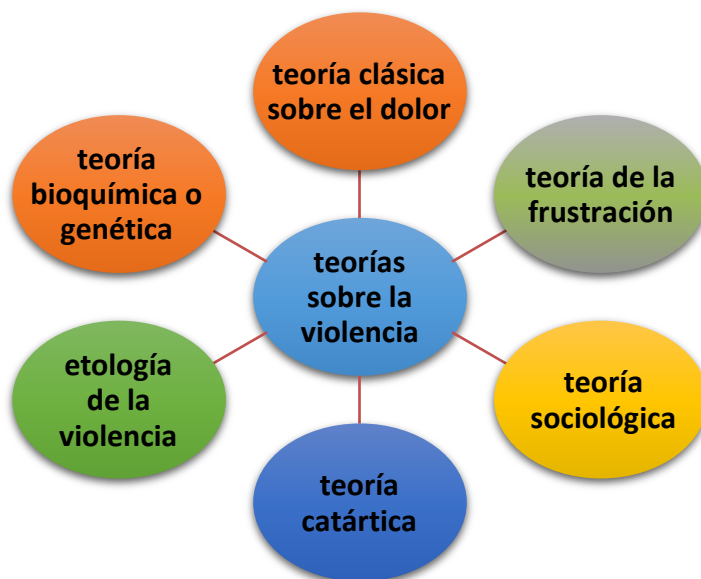 teoría clásica
sobre el dolor
teoría
bioquímica o
genética
teoría de la
frustración
teorías
sobre la
violencia
etología
de la
violencia
teoría
sociológica
teoría
catártica